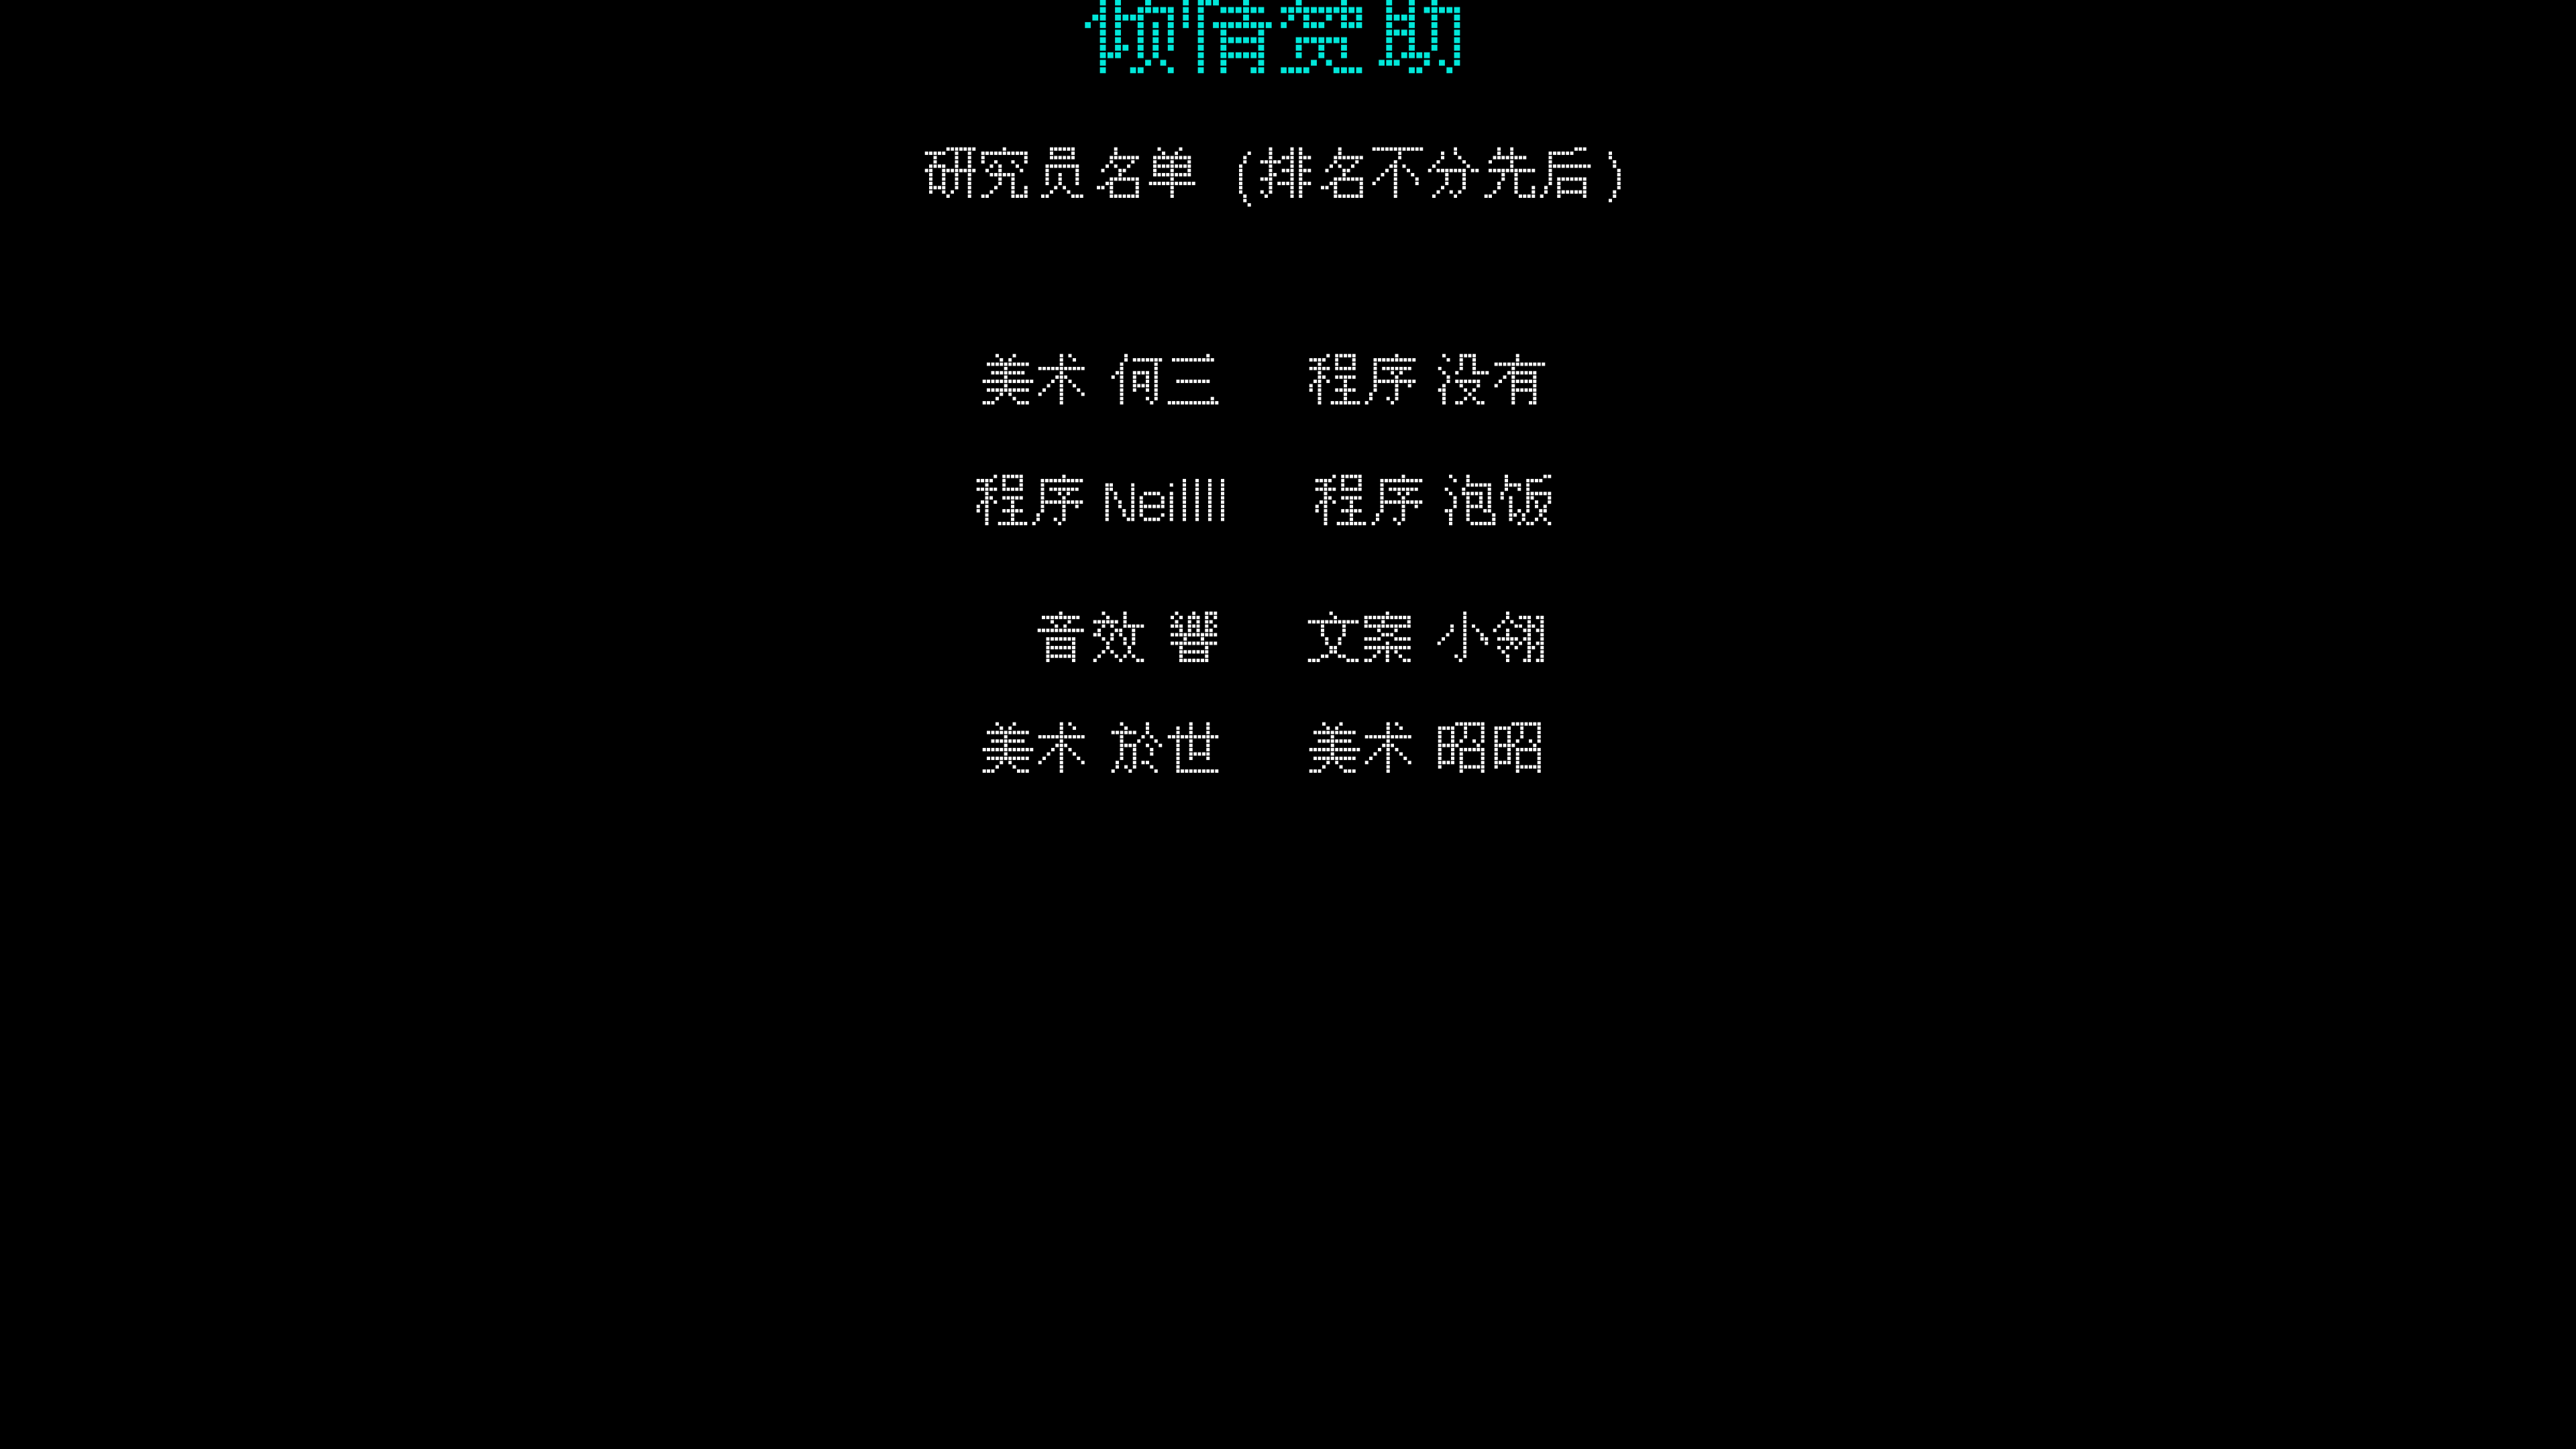 倾情赞助
研究员名单 (排名不分先后)
美术 何三 程序 没有
程序 Neillll 程序 泡饭
音效 響 文案 小翎
美术 於世 美术 昭昭